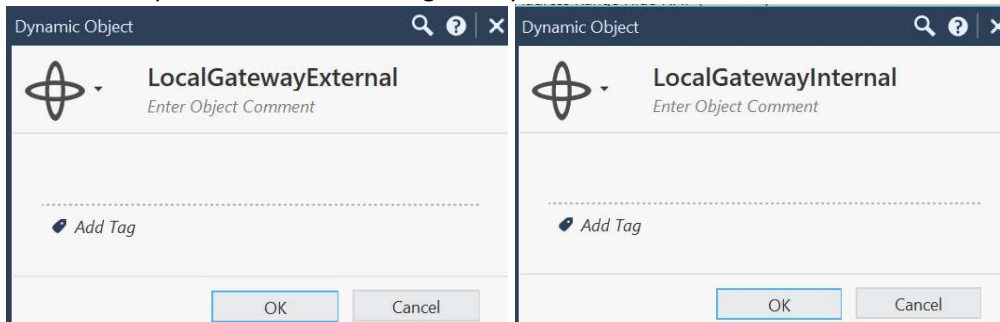 Dynamic Object
LocalGatewayExternal
Enter Object Comment
Add Tag
OK Cancel
Dynamic Object
LocalGatewayInternal
Enter Object Comment
Add Tag
OK Cancel